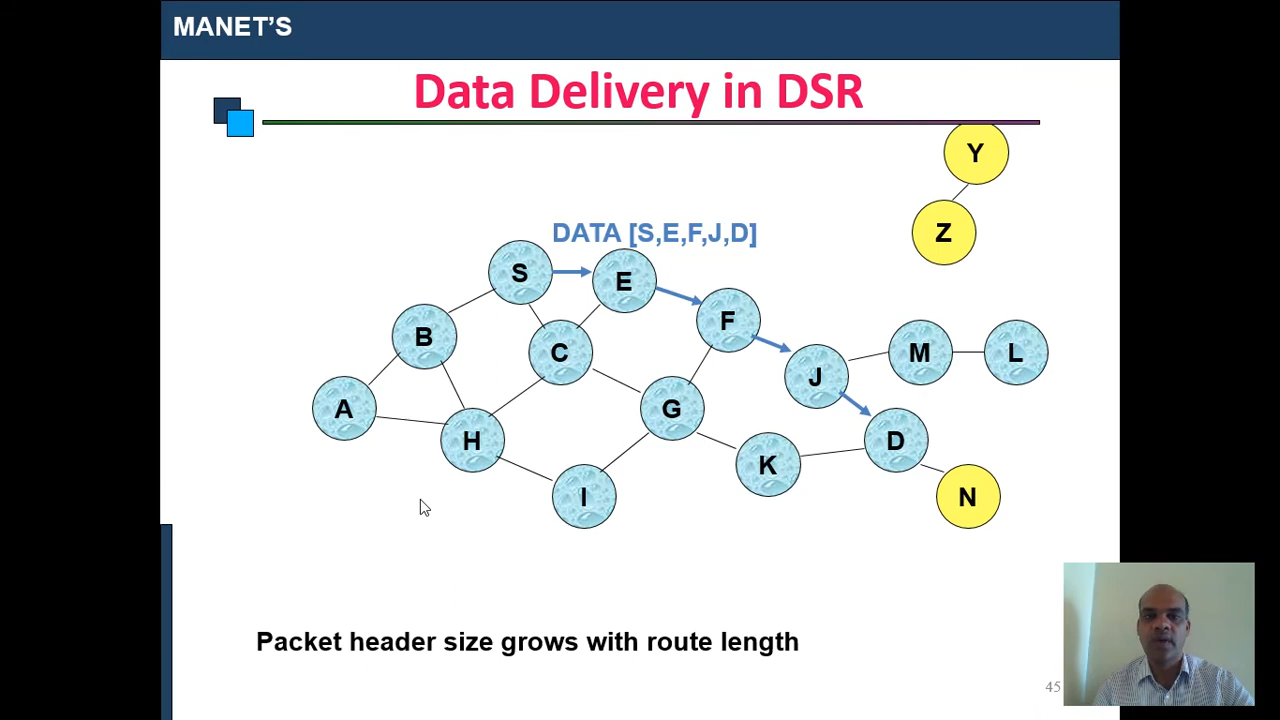 MANET’S
Data Delivery in DSR
Y
Z
DATA [S,E,F,J,D]
S
E
F
B
C
J
M
L
A
H
G
D
K
I
N
Packet header size grows with route length
45